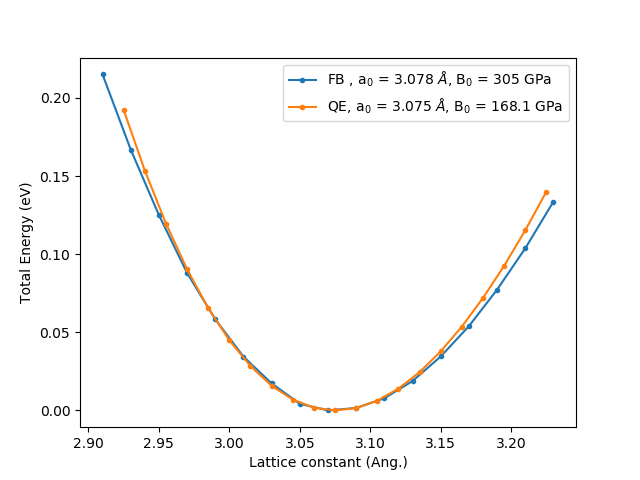 FB , a₀ = 3.078 Å, B₀ = 305 GPa
QE, a₀ = 3.075 Å, B₀ = 168.1 GPa
Total Energy (eV)
0.20
0.15
0.10
0.05
0.00
2.90 2.95 3.00 3.05 3.10 3.15 3.20
Lattice constant (Ang.)